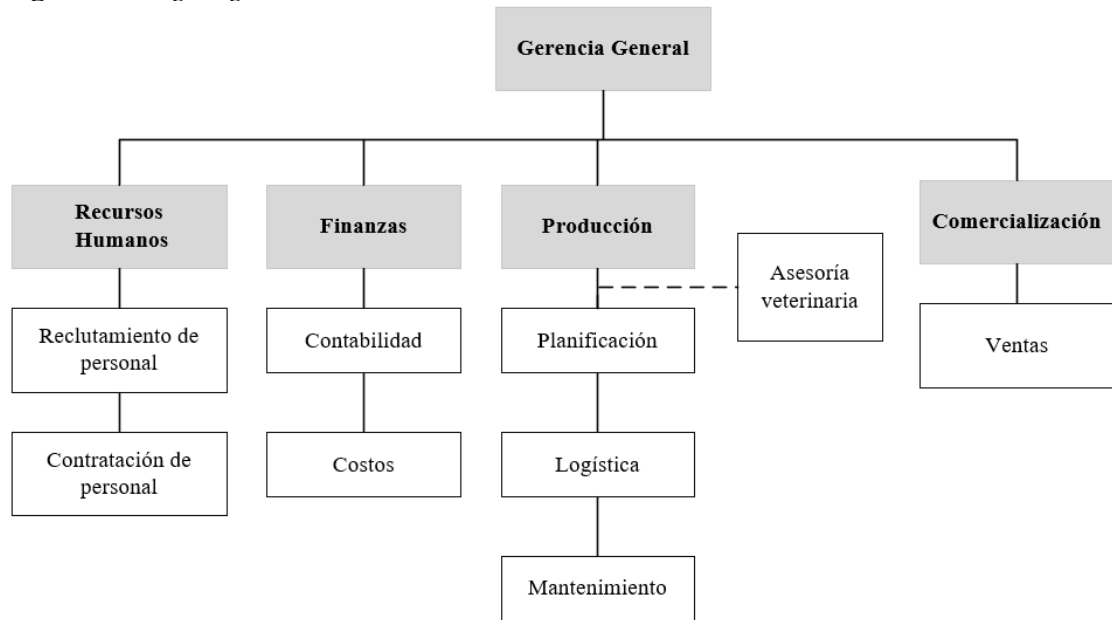 Gerencia General
Recursos
Humanos
Finanzas
Producción
Comercialización
Asesoría
veterinaria
Reclutamiento de
personal
Contabilidad
Planificación
Ventas
Contratación de
personal
Costos
Logística
Mantenimiento